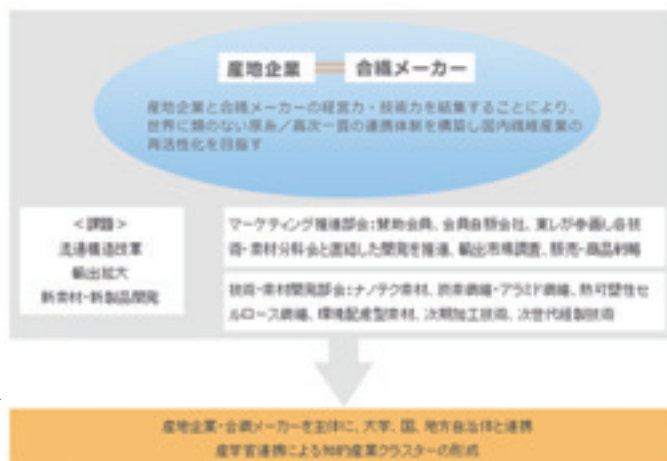 産地企業 合繊メーカー
産地企業と合繊メーカーの経営力・技術力を結集することにより、
世界に類のない原糸／高次一貫の連携体制を構築し国内繊維産業の
再活性化を目指す
＜課題＞
流通構造改革
輸出拡大
新素材・新製品開発
マーケティング推進部会：賛助会員、会員自販会社、東レが参画し各技
術・素材分科会と直結した開発を推進、輸出市場調査、販売・商品戦略
技術・素材開発部会：ナノテク素材、炭素繊維・アラミド繊維、熱可塑性セ
ルロース繊維、環境配慮型素材、次期加工技術、次世代縫製技術
産地企業・合繊メーカーを主体に、大学、国、地方自治体と連携
産学官連携による知的産業クラスターの形成